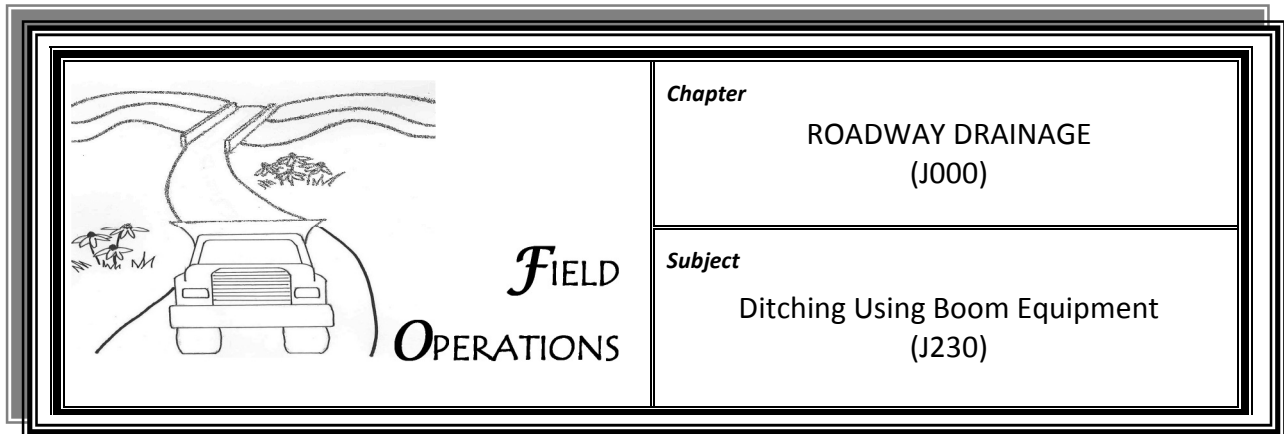 FIELD
OPERATIONS
Chapter
ROADWAY DRAINAGE
(J000)
Subject
Ditching Using Boom Equipment
(J230)